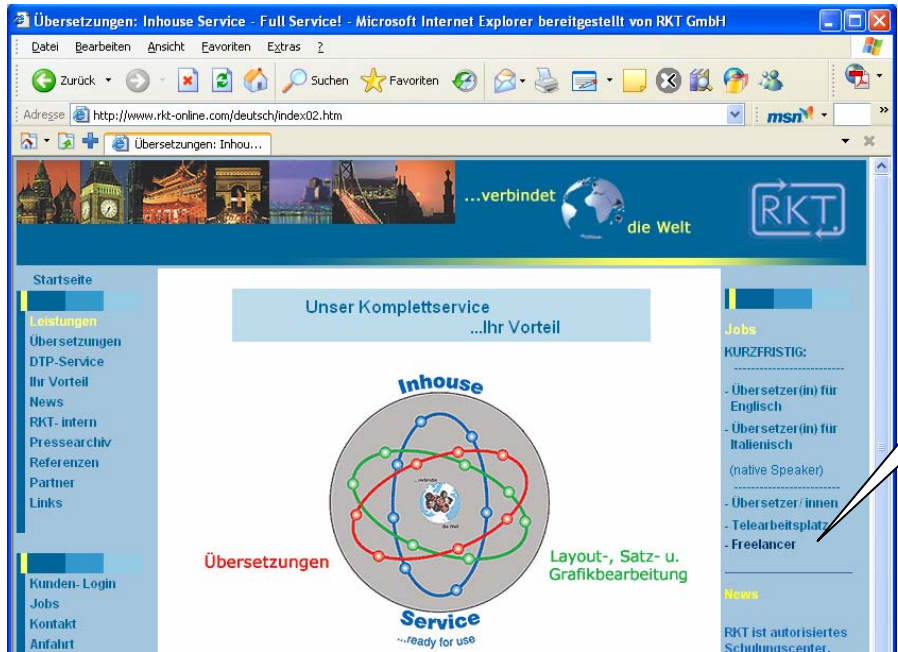 Übersetzungen: Inhouse Service - Full Service! - Microsoft Internet Explorer bereitgestellt von RKT GmbH
Datei Bearbeiten Ansicht Favoriten Extras ?
Zurück Suchen Favoriten
Adresse http://www.rkt-online.com/deutsch/index02.htm msn
Übersetzungen: Inhou...
...verbindet
die Welt
RKT
Startseite
Leistungen
Übersetzungen
DTP-Service
Ihr Vorteil
News
RKT- intern
Pressearchiv
Referenzen
Partner
Links
Kunden- Login
Jobs
Kontakt
Anfahrt
Unser Komplettservice
...Ihr Vorteil
Inhouse
...verbindet
die Welt
Übersetzungen
Layout-, Satz- u.
Grafikbearbeitung
Service
...ready for use
Jobs
KURZFRISTIG:
- Übersetzer(in) für
Englisch
- Übersetzer(in) für
Italienisch
(native Speaker)
- Übersetzer/innen
- Telearbeitsplatz
- Freelancer
News
RKT ist autorisiertes
Schulungscenter.